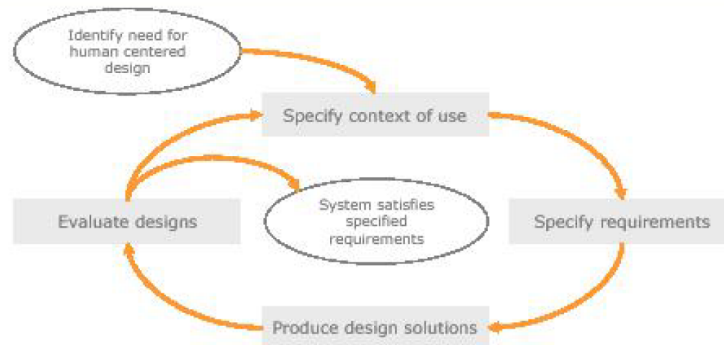 Identify need for
human centered
design
Specify context of use
System satisfies
specified
requirements
Evaluate designs
Specify requirements
Produce design solutions